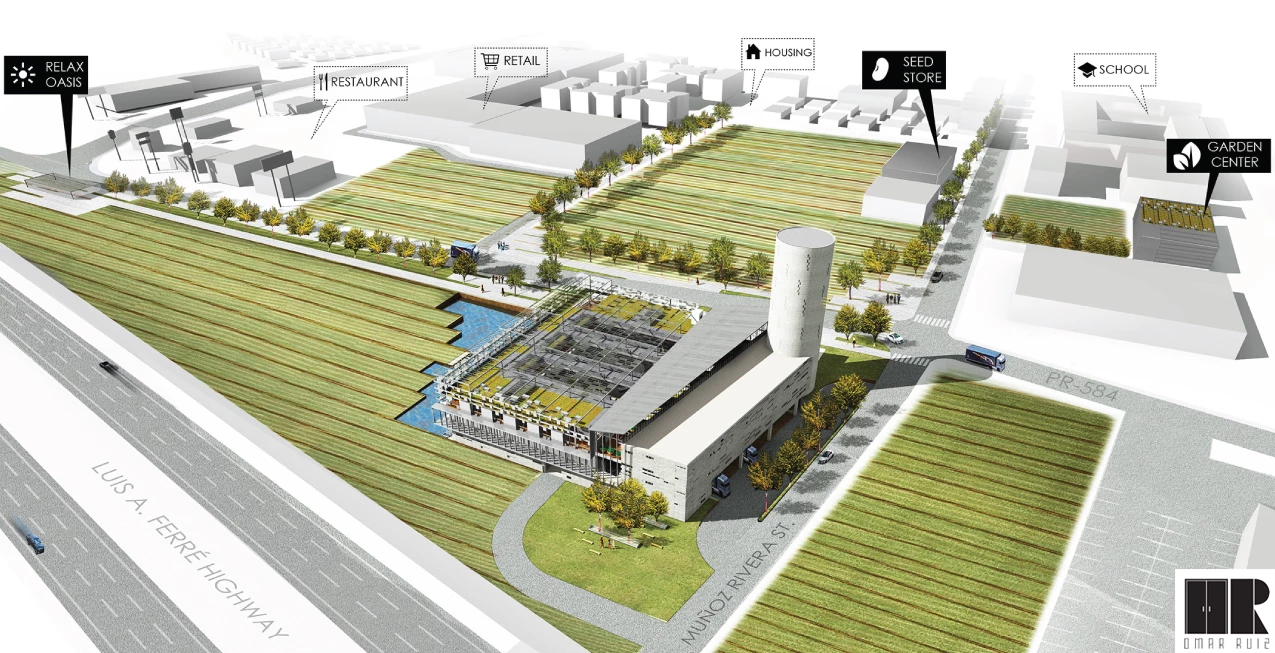 RELAX
OASIS
RESTAURANT
RETAIL
HOUSING
SEED
STORE
SCHOOL
GARDEN
CENTER
PR-584
LUIS A. FERRÉ HIGHWAY
MUÑOZ RIVERA ST.
OMAR RUIZ